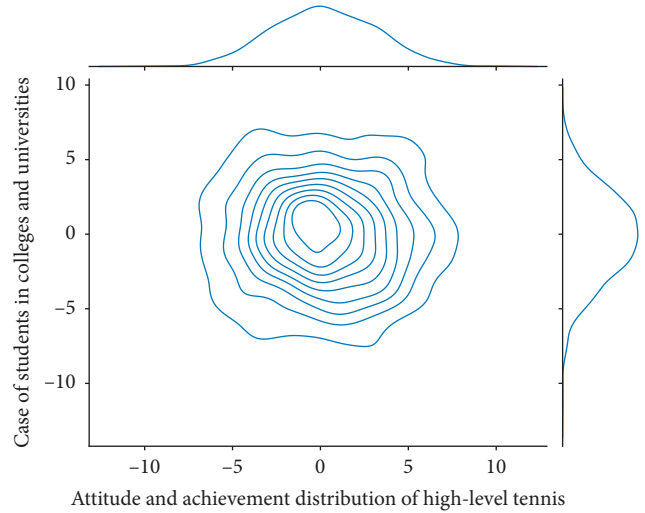 Case of students in colleges and universities
10
5
0
−5
−10
−10 −5 0 5 10
Attitude and achievement distribution of high-level tennis